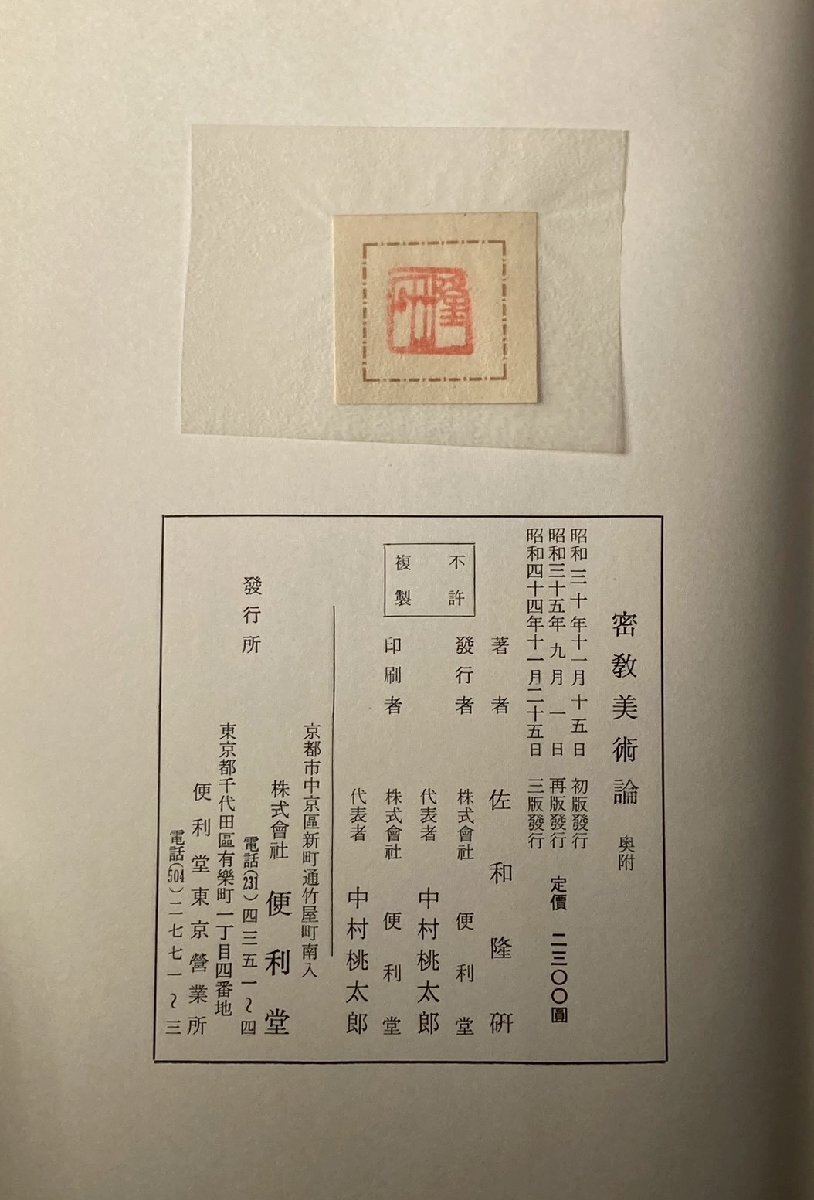 密敎美術論 奥附
昭和三十年十一月十五日 初版發行
昭和三十五年九月一日 再版發行 定價 二三〇〇圓
昭和四十四年十一月二十五日 三版發行
著者 佐和隆硏
發行者 株式會社 便利堂
代表者 中村桃太郎
不許
複製
印刷者 株式會社 便利堂
代表者 中村桃太郎
京都市中京區新町通竹屋町南入
發行所 株式會社 便利堂
電話(231)四三五一〜四
東京都千代田區有樂町一丁目四番地
便利堂東京營業所
電話(504)二七七一〜三